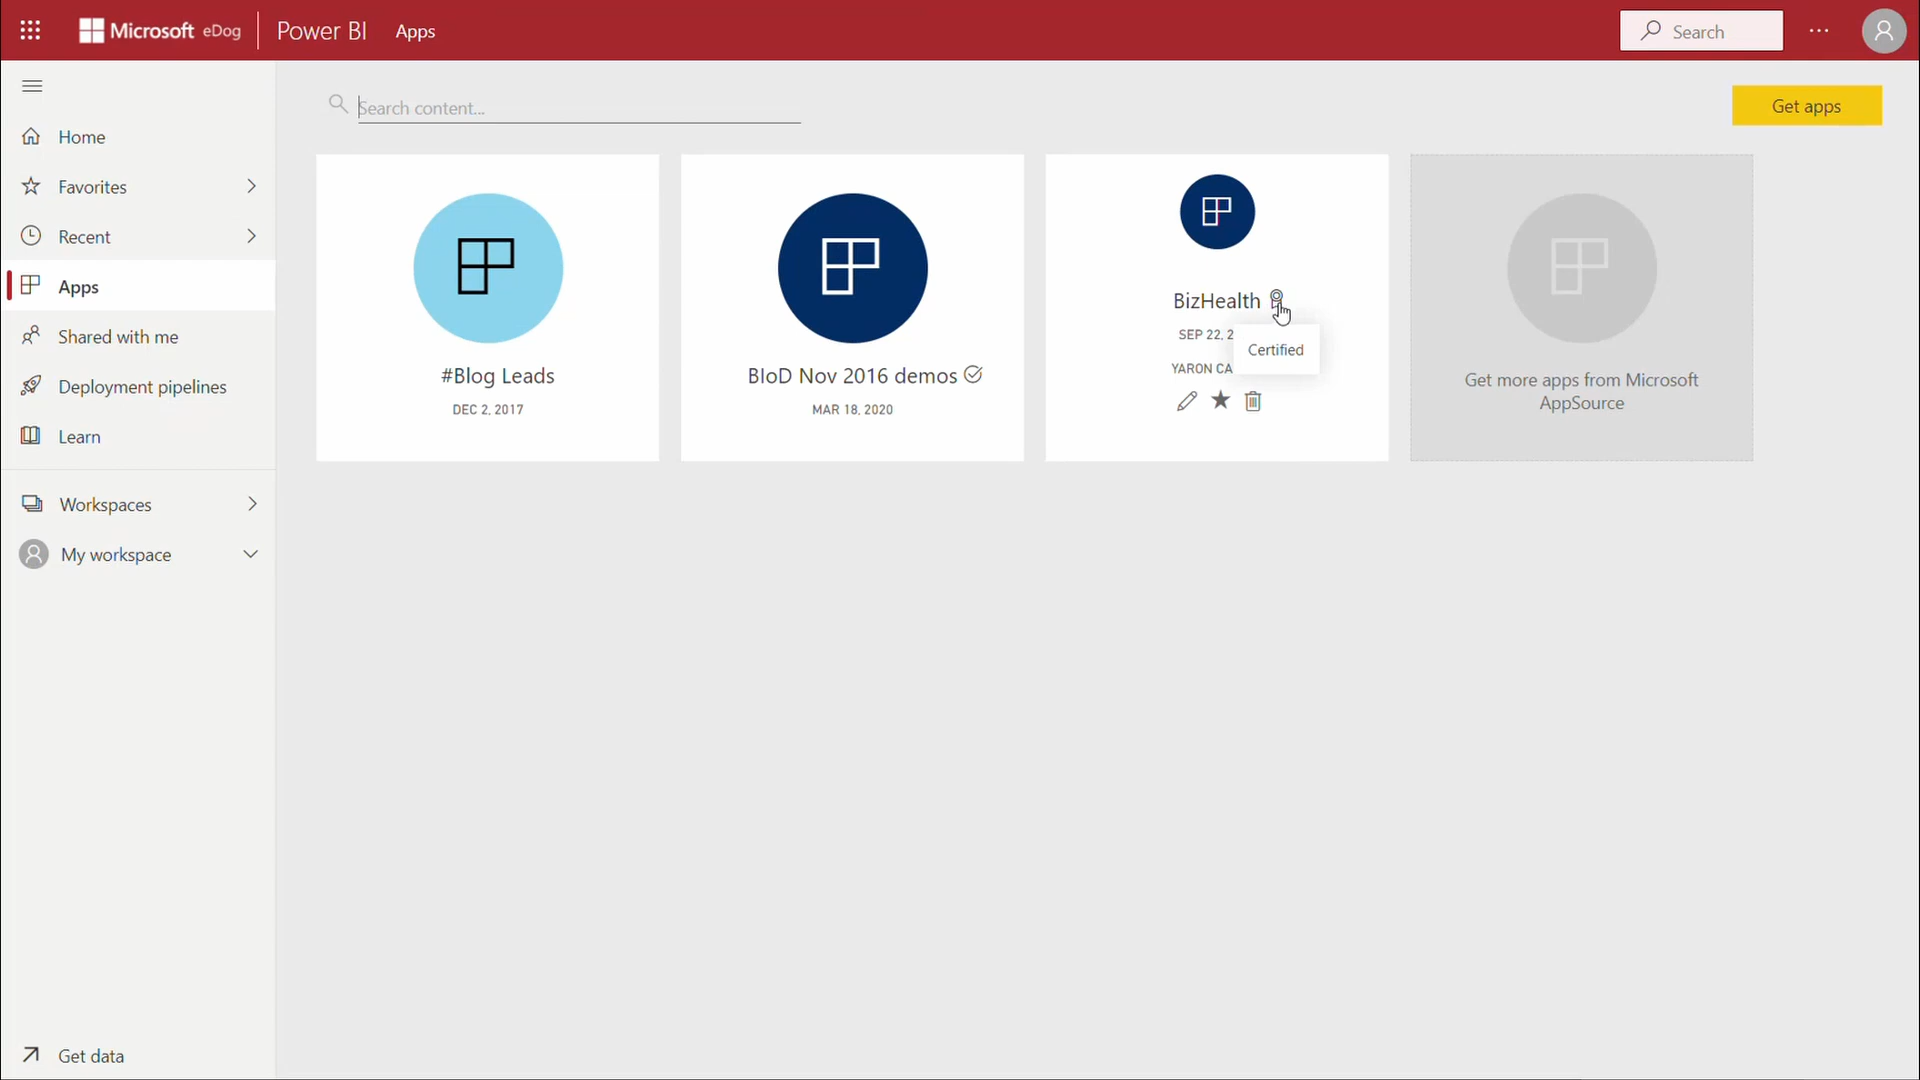 Microsoft eDog Power BI Apps Search
Search content...
Get apps
Home
Favorites
Recent
Apps
Shared with me
Deployment pipelines
Learn
Workspaces
My workspace
Get data
#Blog Leads
DEC 2, 2017
BIoD Nov 2016 demos
MAR 18, 2020
BizHealth
SEP 22, 2
YARON CA
Certified
Get more apps from Microsoft
AppSource